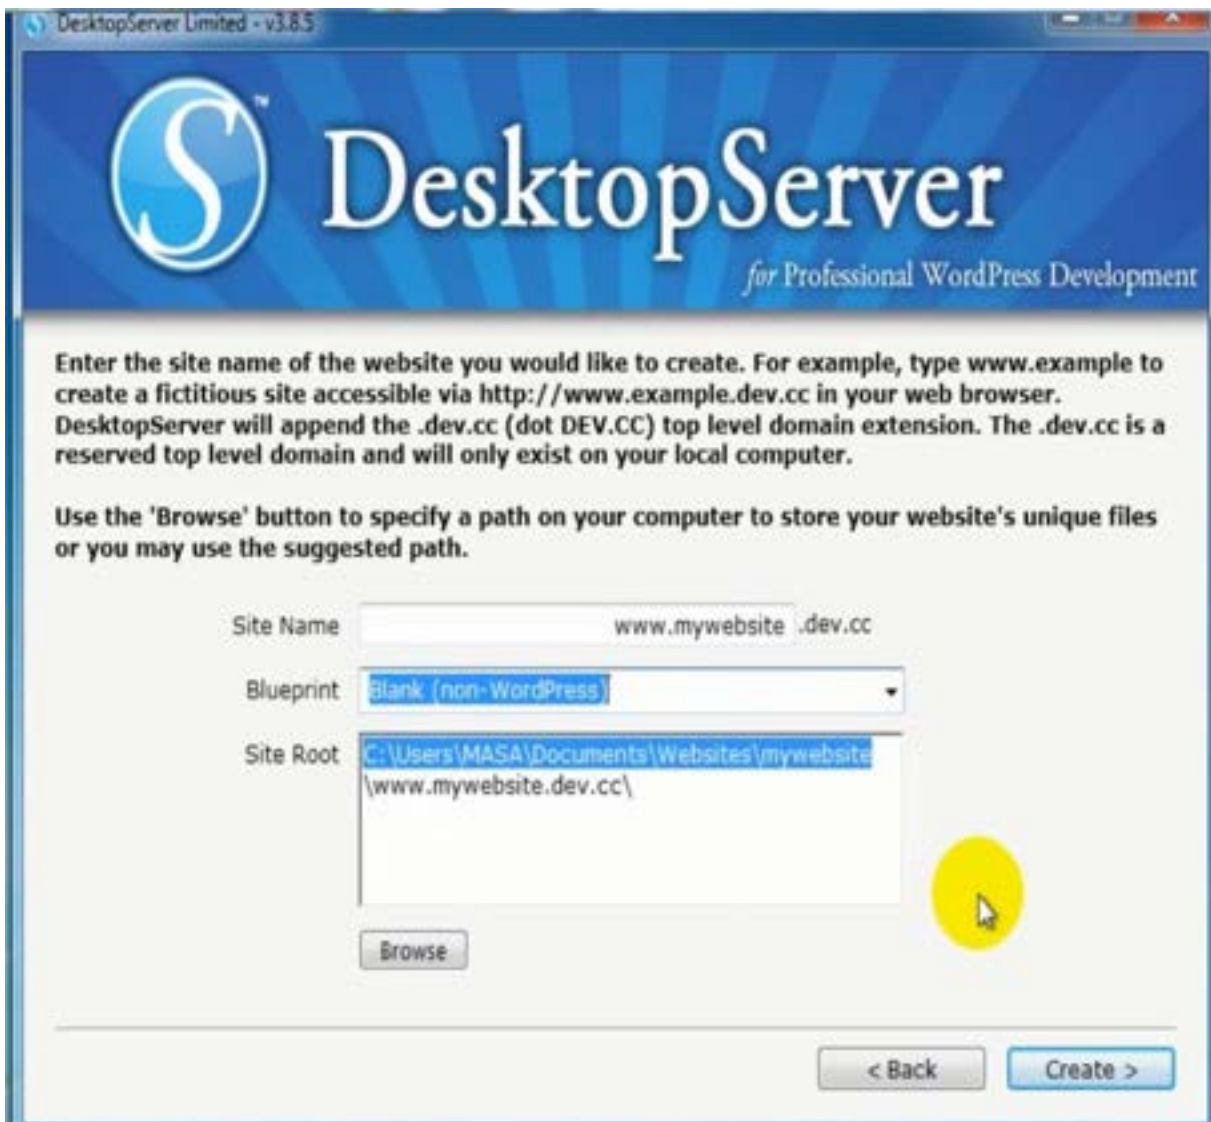 DesktopServer Limited - v3.8.5
S™
DesktopServer
for Professional WordPress Development
Enter the site name of the website you would like to create. For example, type www.example to
create a fictitious site accessible via http://www.example.dev.cc in your web browser.
DesktopServer will append the .dev.cc (dot DEV.CC) top level domain extension. The .dev.cc is a
reserved top level domain and will only exist on your local computer.
Use the 'Browse' button to specify a path on your computer to store your website's unique files
or you may use the suggested path.
Site Name www.mywebsite .dev.cc
Blueprint Blank (non-WordPress)
Site Root C:\Users\MASA\Documents\Websites\mywebsite
\www.mywebsite.dev.cc\
Browse
< Back Create >